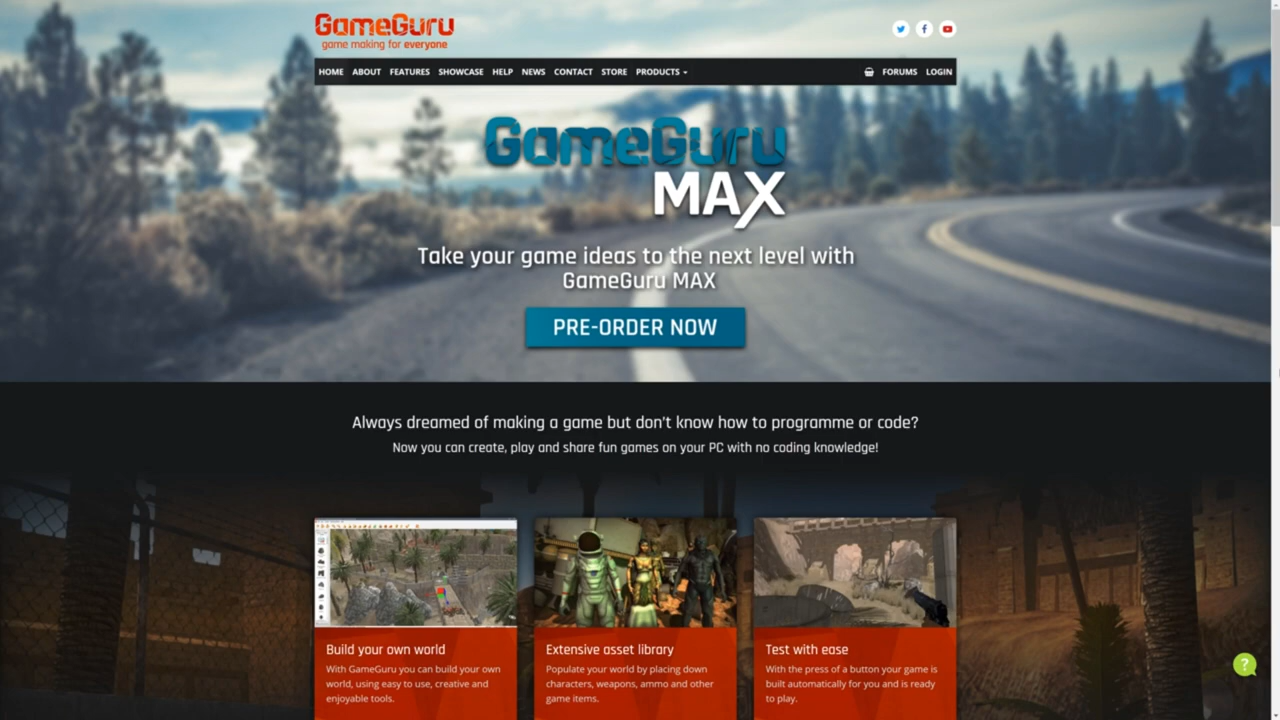 GameGuru
game making for everyone
HOME ABOUT FEATURES SHOWCASE HELP NEWS CONTACT STORE PRODUCTS FORUMS LOGIN
GameGuru
MAX
Take your game ideas to the next level with
GameGuru MAX
PRE-ORDER NOW
Always dreamed of making a game but don't know how to programme or code?
Now you can create, play and share fun games on your PC with no coding knowledge!
Build your own world
With GameGuru you can build your own
world, using easy to use, creative and
enjoyable tools.
Extensive asset library
Populate your world by placing down
characters, weapons, ammo and other
game items.
Test with ease
With the press of a button your game is
built automatically for you and is ready
to play.
?